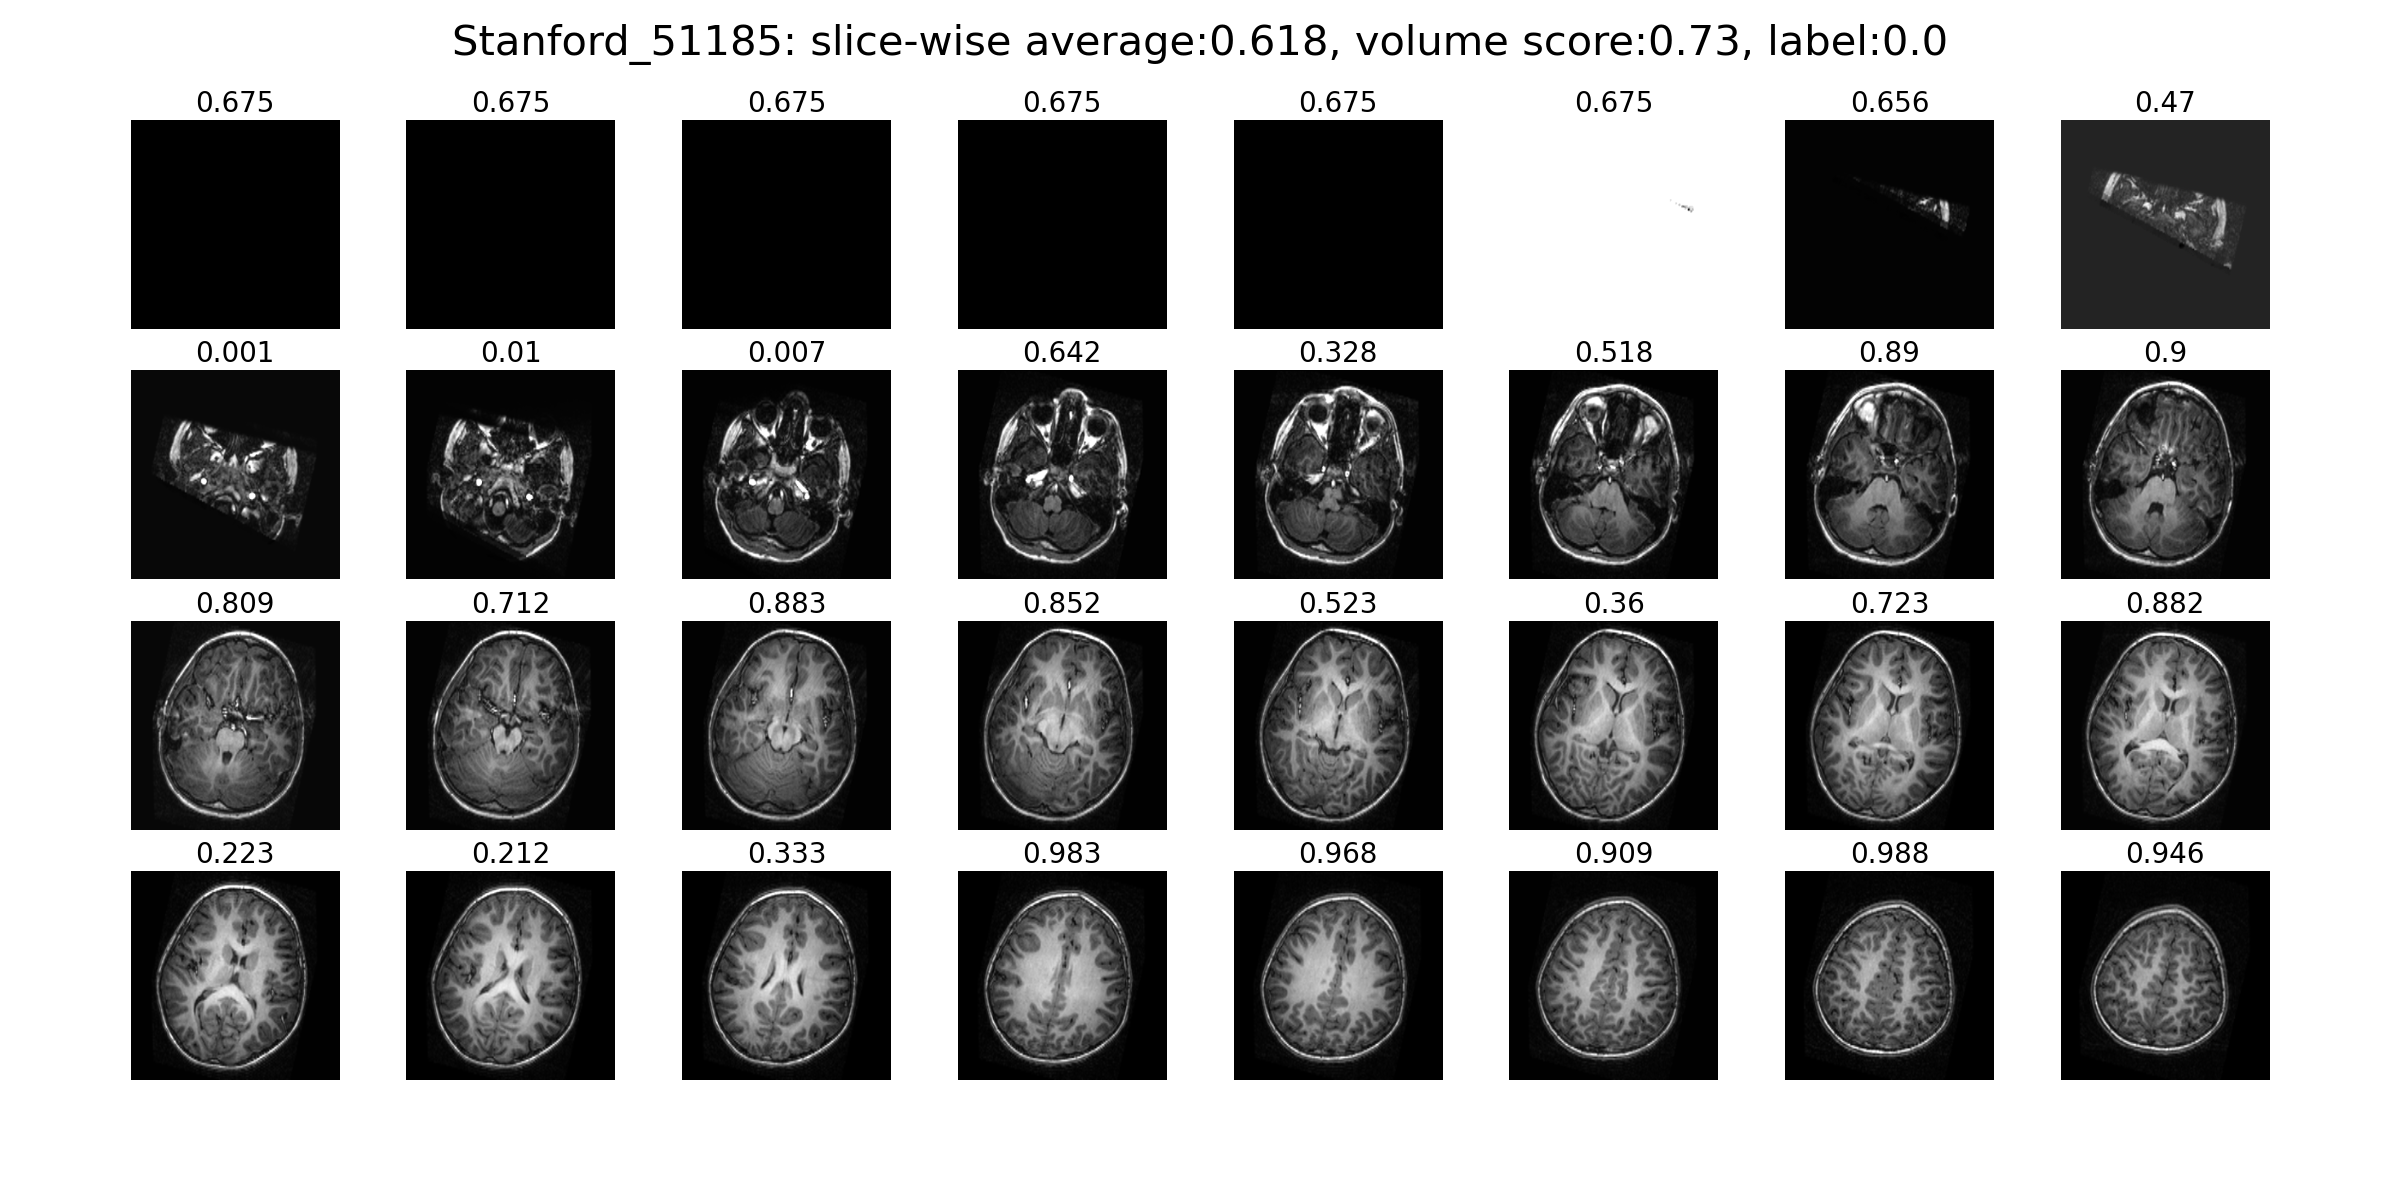 Stanford_51185: slice-wise average:0.618, volume score:0.73, label:0.0
0.675 0.675 0.675 0.675 0.675 0.675 0.656 0.47
0.001 0.01 0.007 0.642 0.328 0.518 0.89 0.9
0.809 0.712 0.883 0.852 0.523 0.36 0.723 0.882
0.223 0.212 0.333 0.983 0.968 0.909 0.988 0.946